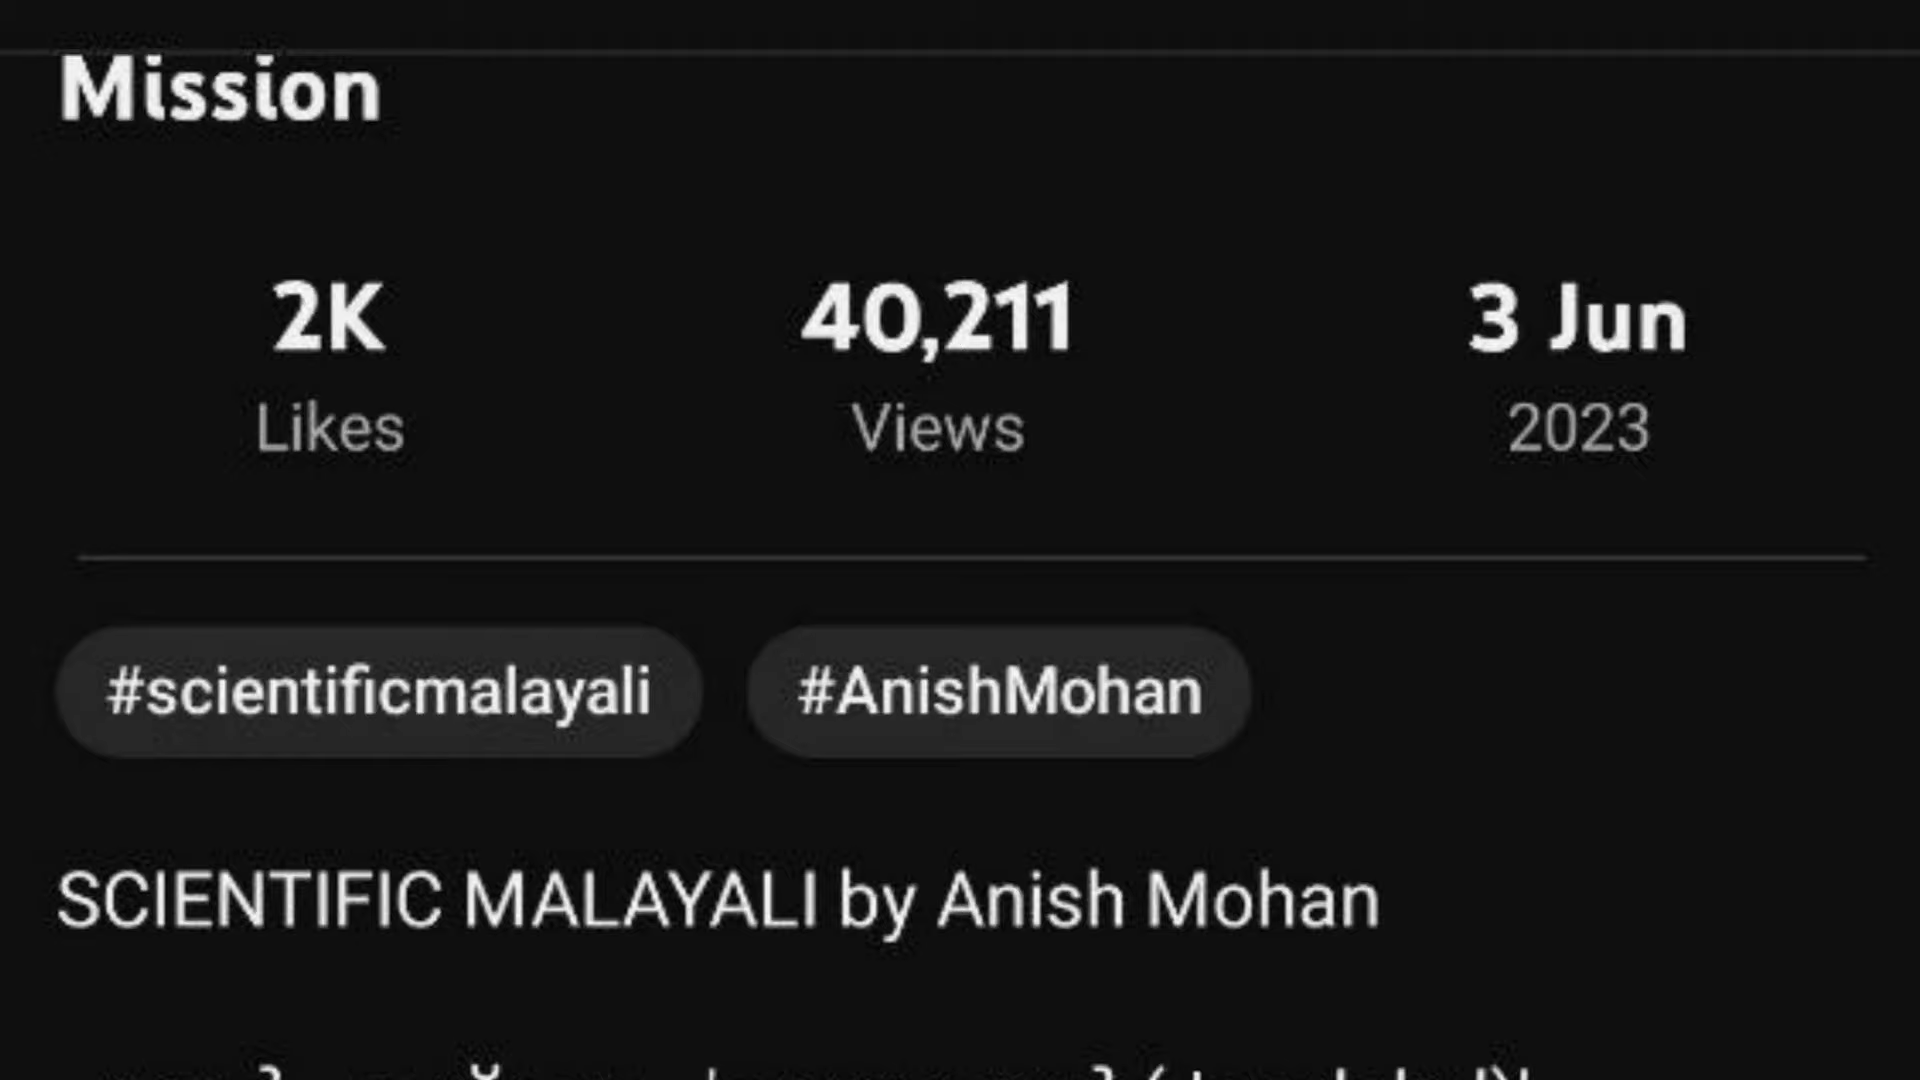 Mission
2K 40,211 3 Jun
Likes Views 2023
#scientificmalayali #AnishMohan
SCIENTIFIC MALAYALI by Anish Mohan